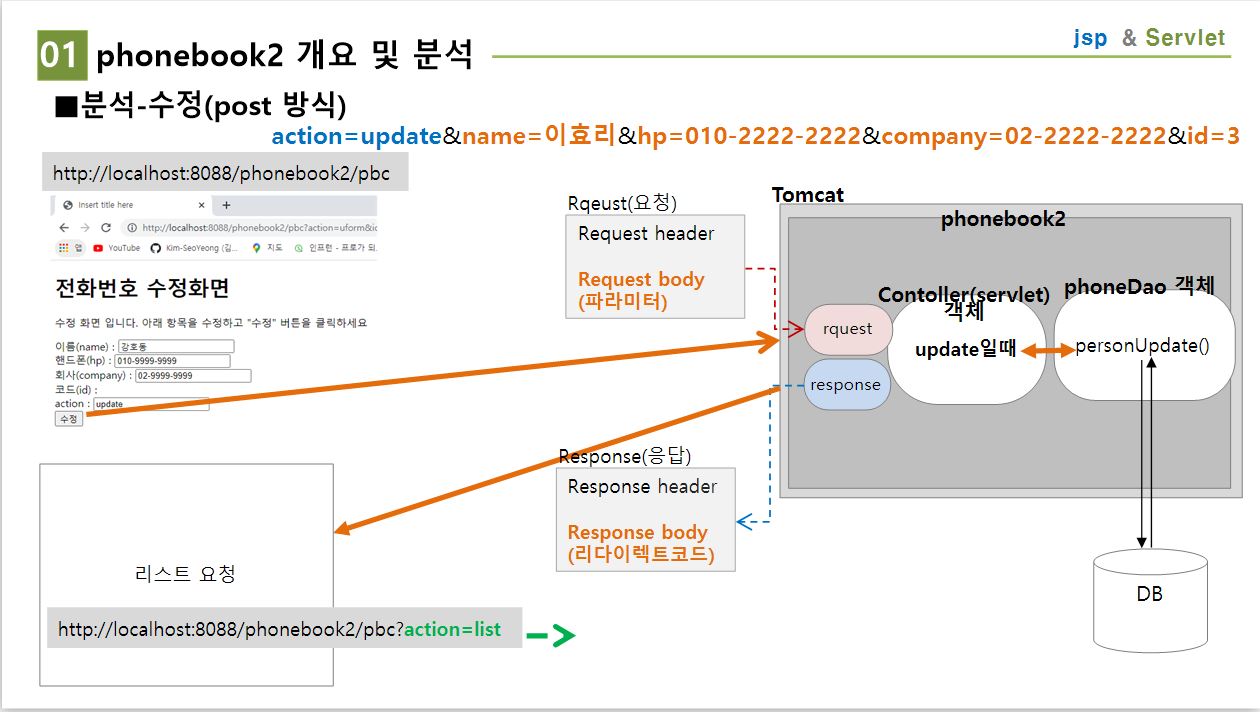 01 phonebook2 개요 및 분석
jsp & Servlet
■분석-수정(post 방식)
action=update&name=이효리&hp=010-2222-2222&company=02-2222-2222&id=3
http://localhost:8088/phonebook2/pbc
Insert title here
http://localhost:8088/phonebook2/pbc?action=uform&i
앱 YouTube Kim-SeoYeong (김... 지도 인프런 - 프로가 되.
전화번호 수정화면
수정 화면 입니다. 아래 항목을 수정하고 "수정" 버튼을 클릭하세요
이름(name) : 강호동
핸드폰(hp) : 010-9999-9999
회사(company) : 02-9999-9999
코드(id) :
action : update
수정
Rqeust(요청)
Request header
Request body
(파라미터)
Tomcat
phonebook2
Contoller(servlet)
객체
phoneDao 객체
rquest
update일때
personUpdate()
response
Response(응답)
Response header
Response body
(리다이렉트코드)
리스트 요청
http://localhost:8088/phonebook2/pbc?action=list
DB